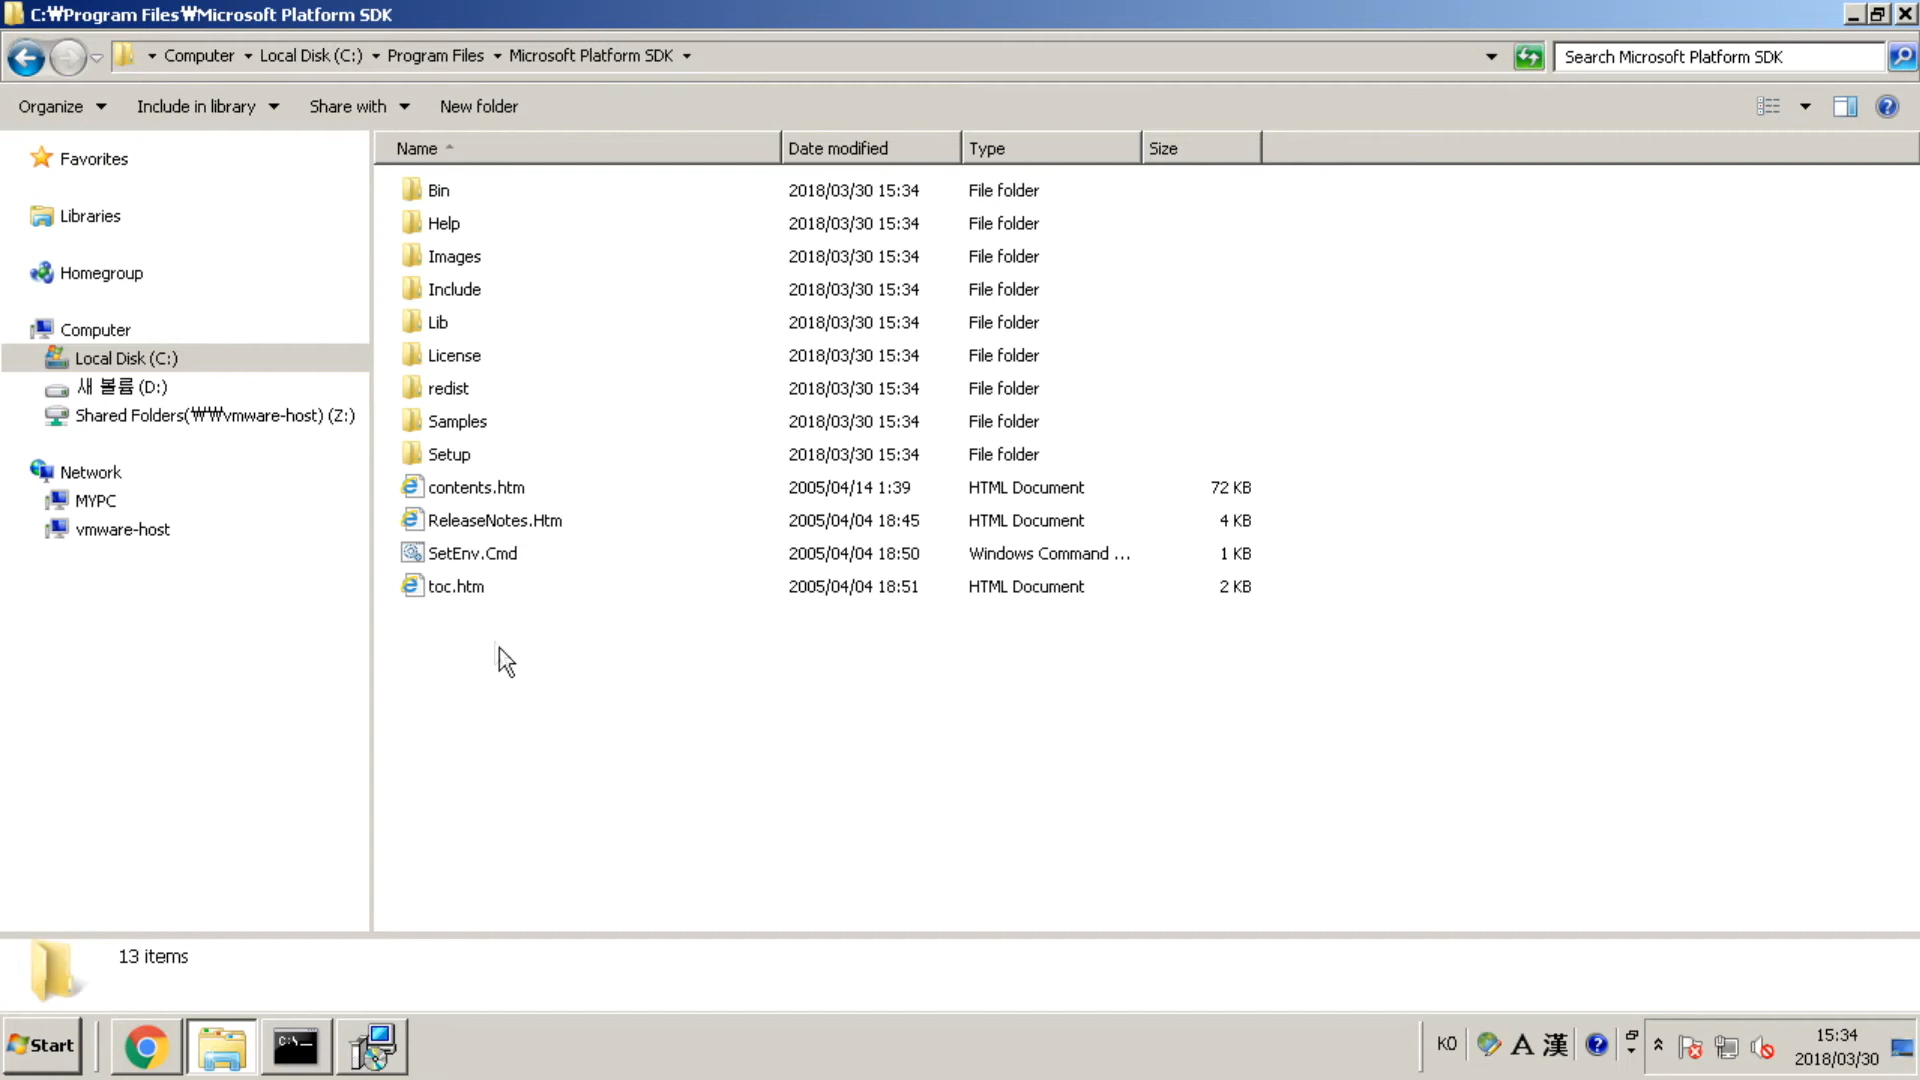 C:₩Program Files₩Microsoft Platform SDK
Computer Local Disk (C:) Program Files Microsoft Platform SDK
Search Microsoft Platform SDK
Organize Include in library Share with New folder
Favorites
Libraries
Homegroup
Computer
Local Disk (C:)
새 볼륨 (D:)
Shared Folders(₩₩vmware-host) (Z:)
Network
MYPC
vmware-host
Name Date modified Type Size
Bin 2018/03/30 15:34 File folder
Help 2018/03/30 15:34 File folder
Images 2018/03/30 15:34 File folder
Include 2018/03/30 15:34 File folder
Lib 2018/03/30 15:34 File folder
License 2018/03/30 15:34 File folder
redist 2018/03/30 15:34 File folder
Samples 2018/03/30 15:34 File folder
Setup 2018/03/30 15:34 File folder
contents.htm 2005/04/14 1:39 HTML Document 72 KB
ReleaseNotes.Htm 2005/04/04 18:45 HTML Document 4 KB
SetEnv.Cmd 2005/04/04 18:50 Windows Command ... 1 KB
toc.htm 2005/04/04 18:51 HTML Document 2 KB
13 items
Start
C:\_
KO A 漢
15:34
2018/03/30